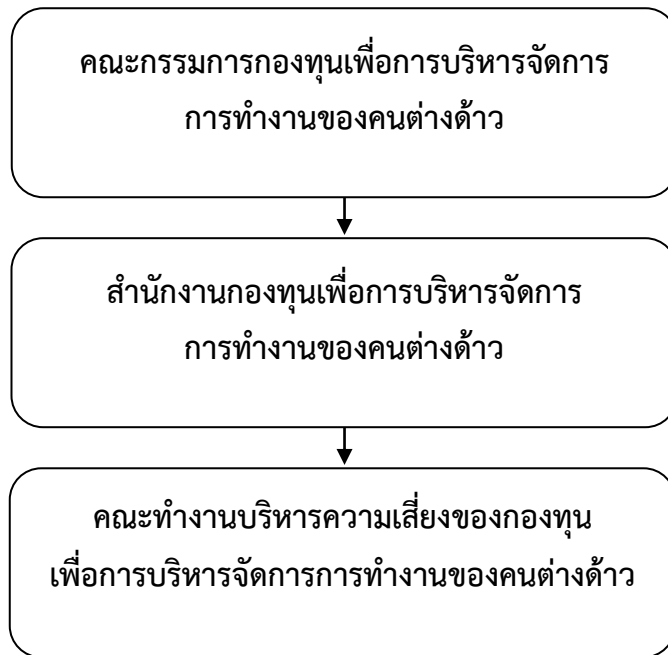 คณะกรรมการกองทุนเพื่อการบริหารจัดการ
การทำงานของคนต่างด้าว
สำนักงานกองทุนเพื่อการบริหารจัดการ
การทำงานของคนต่างด้าว
คณะทำงานบริหารความเสี่ยงของกองทุน
เพื่อการบริหารจัดการการทำงานของคนต่างด้าว